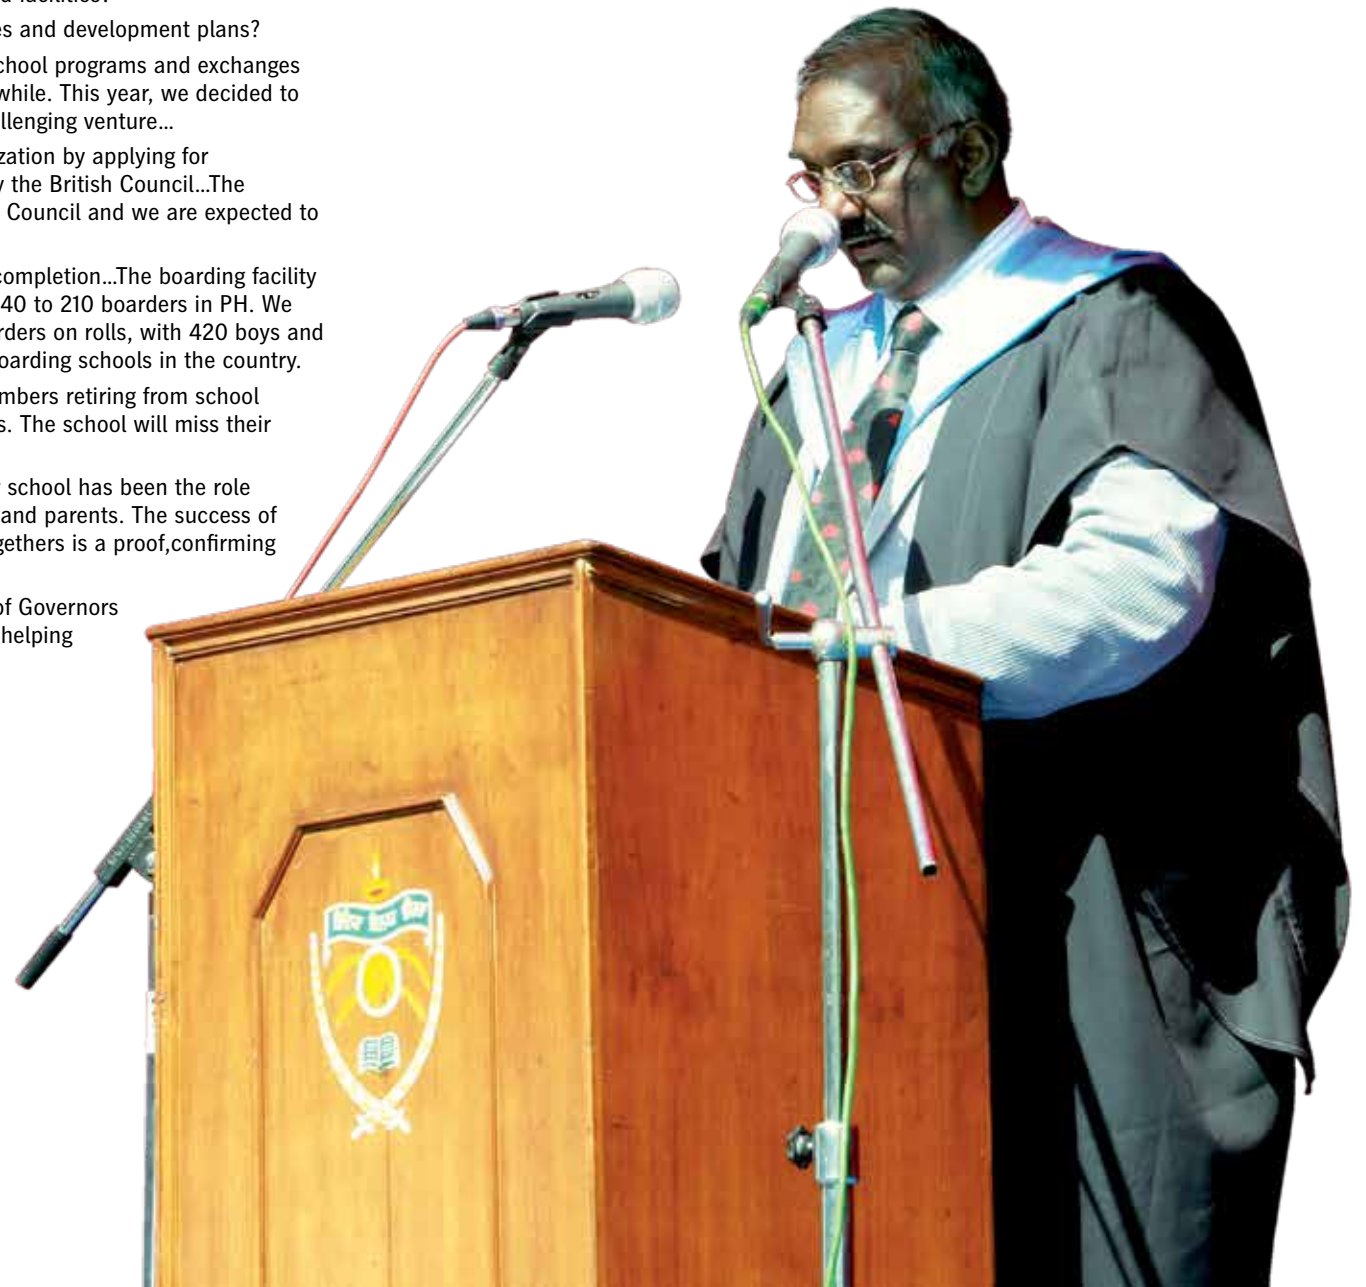 es and development plans?
chool programs and exchanges
while. This year, we decided to
llenging venture...
zation by applying for
y the British Council...The
Council and we are expected to
completion...The boarding facility
40 to 210 boarders in PH. We
rders on rolls, with 420 boys and
oarding schools in the country.
mbers retiring from school
s. The school will miss their
school has been the role
and parents. The success of
gethers is a proof,confirming
of Governors
helping